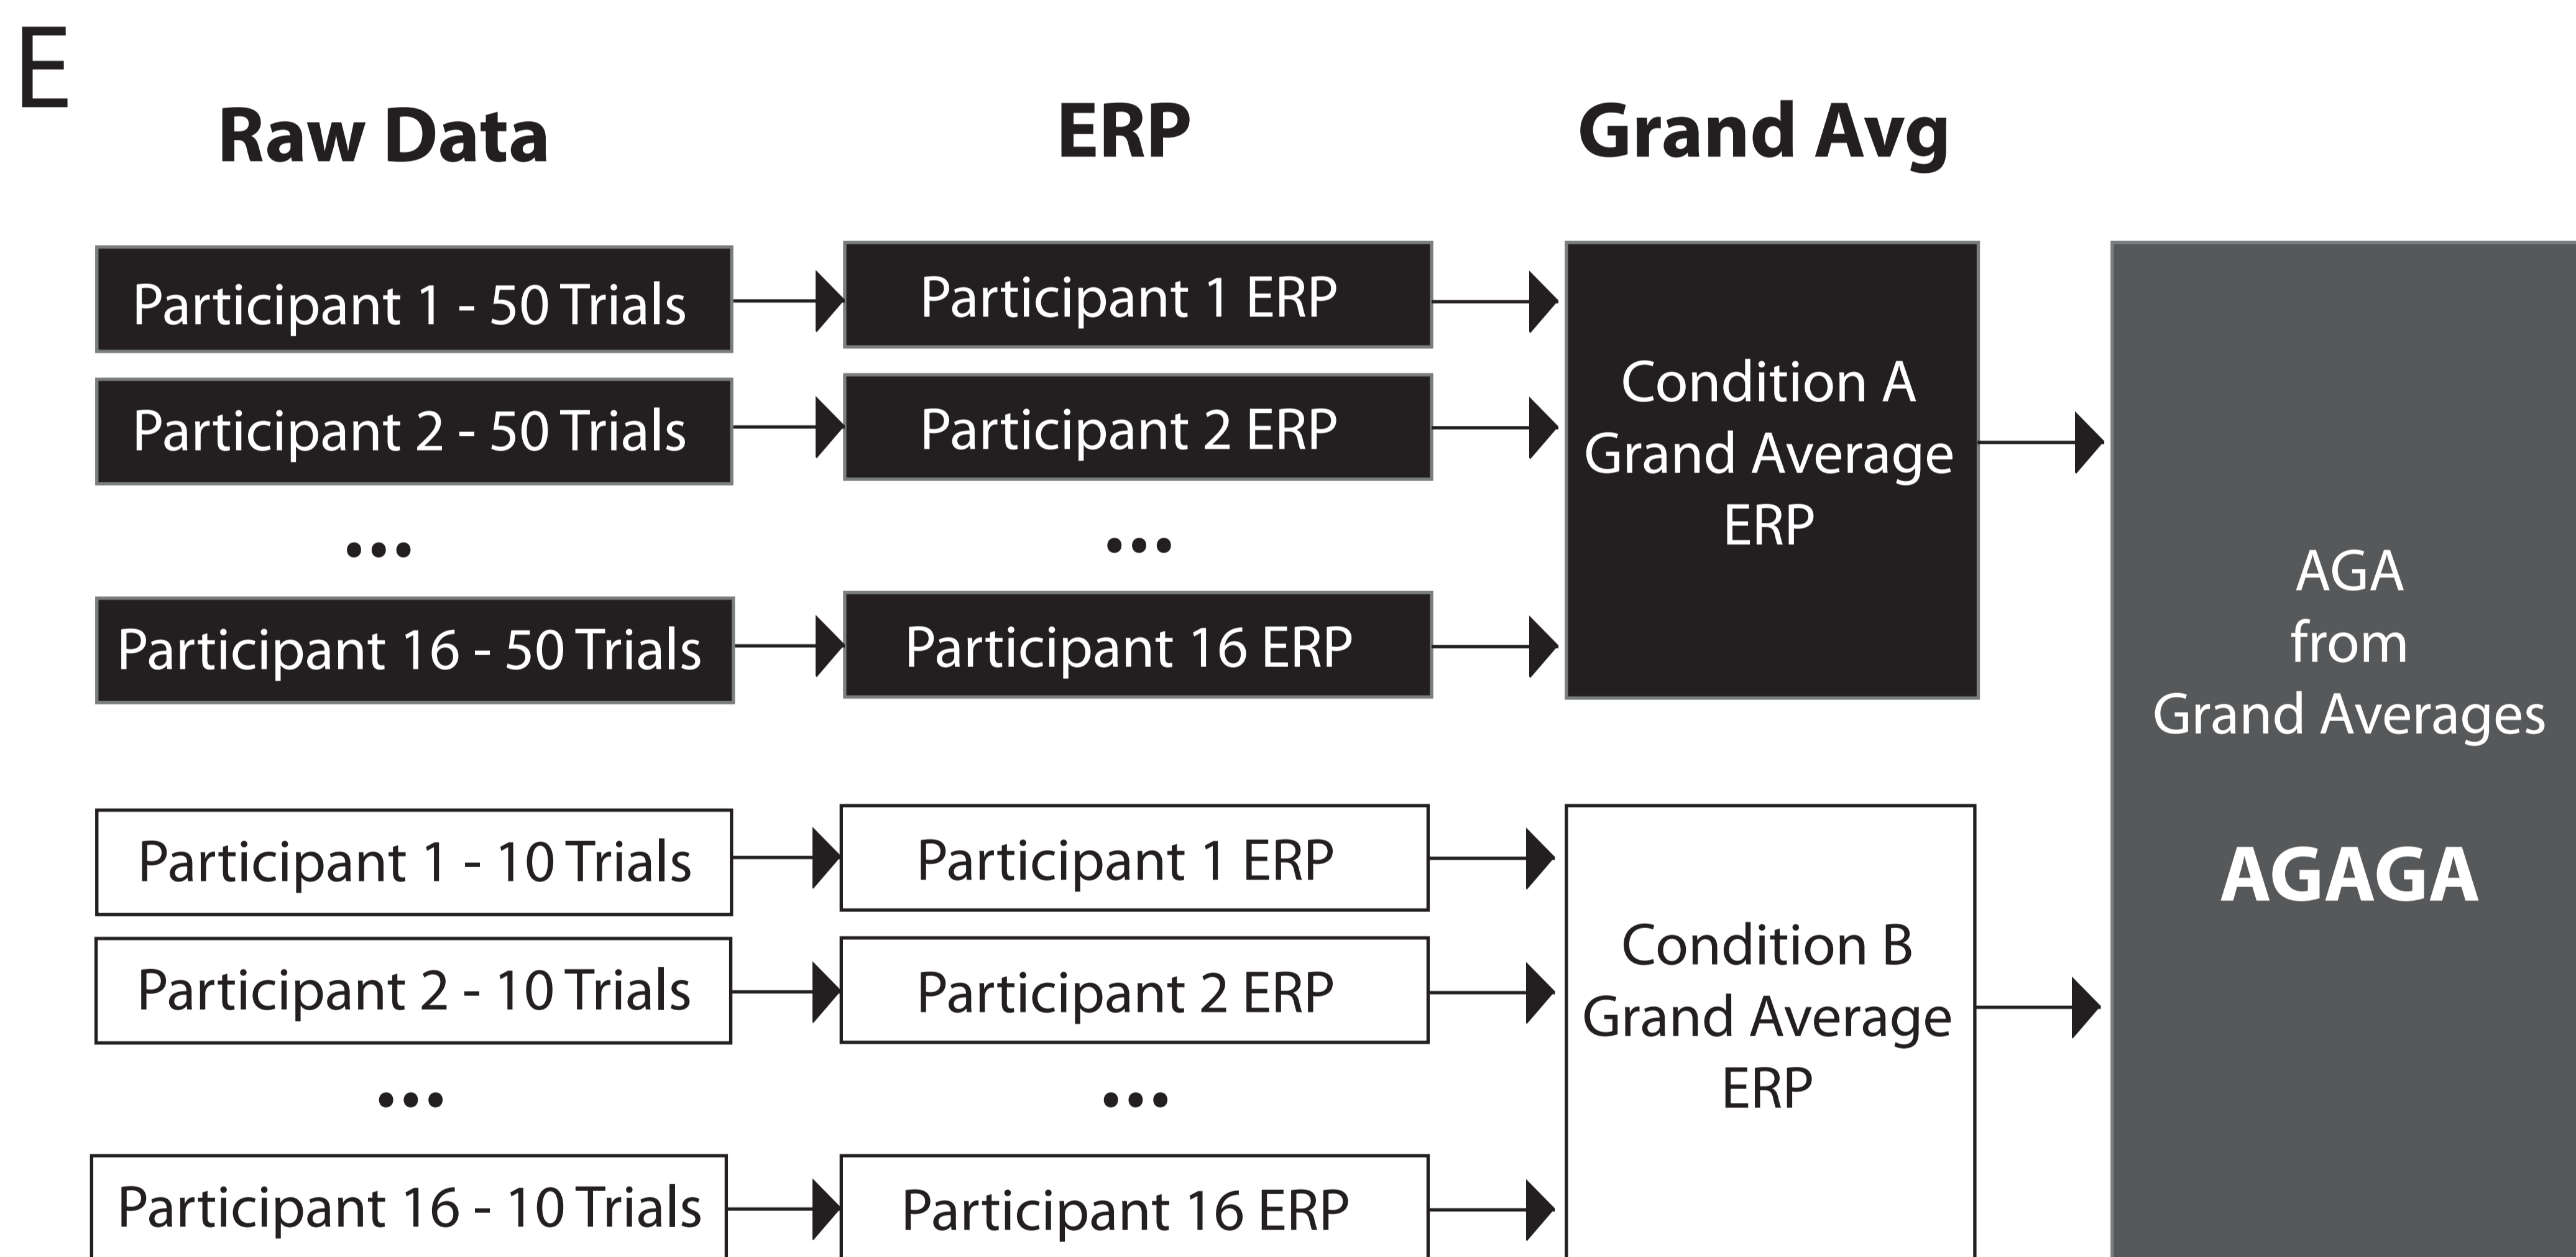 E
Raw Data
ERP
Grand Avg
Participant 1 - 50 Trials
Participant 1 ERP
Participant 2 - 50 Trials
Participant 2 ERP
...
...
Participant 16 - 50 Trials
Participant 16 ERP
Condition A
Grand Average
ERP
Participant 1 - 10 Trials
Participant 1 ERP
Participant 2 - 10 Trials
Participant 2 ERP
...
...
Participant 16 - 10 Trials
Participant 16 ERP
Condition B
Grand Average
ERP
AGA
from
Grand Averages
AGAGA